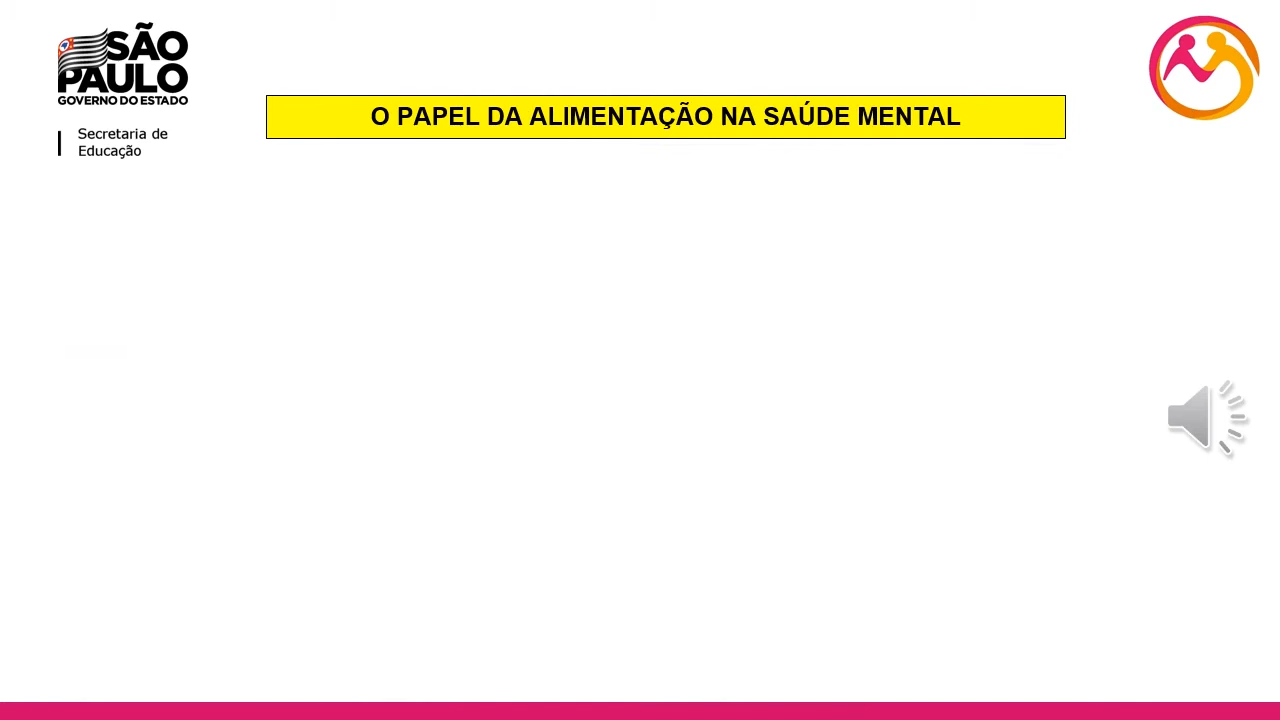 SÃO
PAULO
GOVERNO DO ESTADO
Secretaria de
Educação
O PAPEL DA ALIMENTAÇÃO NA SAÚDE MENTAL